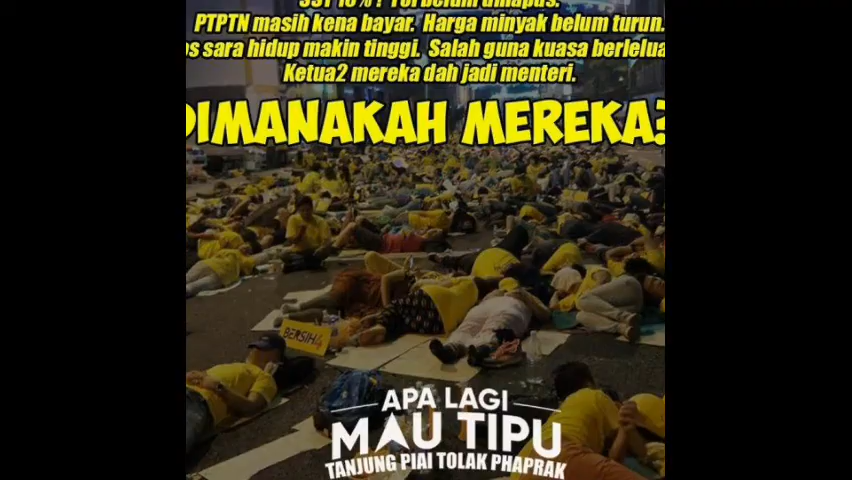 PTPTN masih kena bayar. Harga minyak belum turun.
os sara hidup makin tinggi. Salah guna kuasa berlelua
Ketua2 mereka dah jadi menteri.
DIMANAKAH MEREKA?
BERSIH4
APA LAGI
MAU TIPU
TANJUNG PIAI TOLAK PHAPRAK